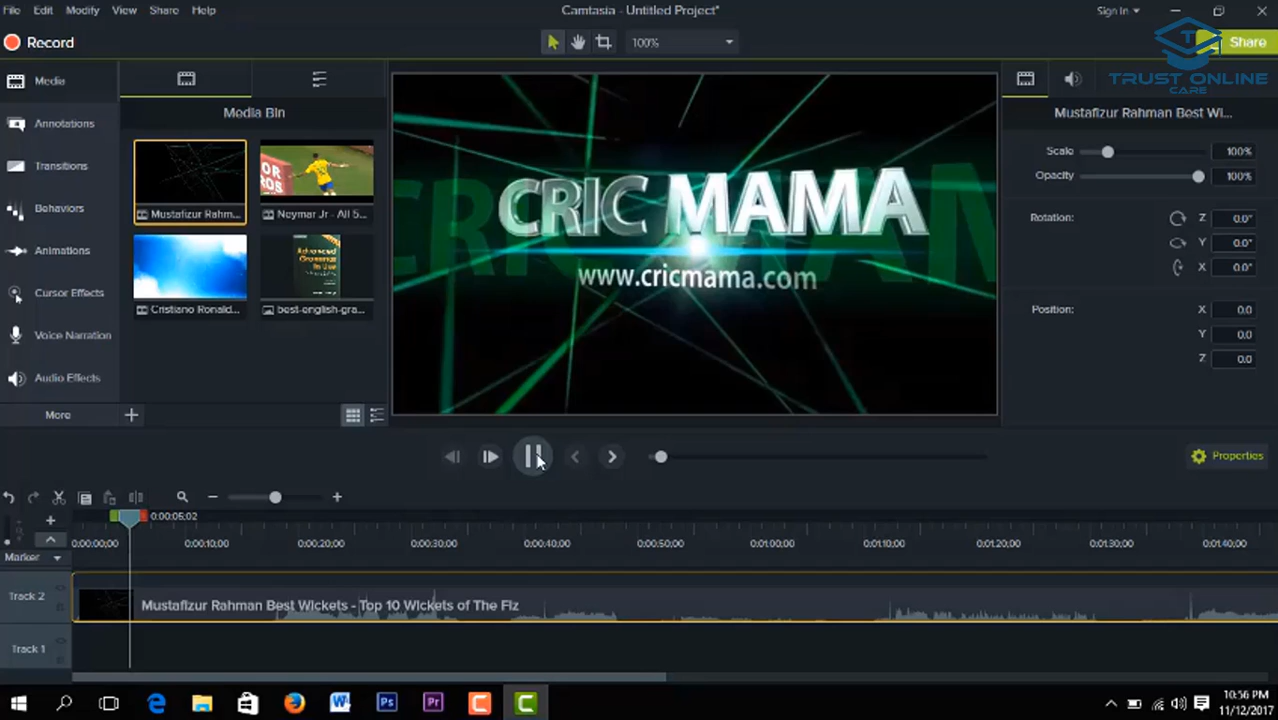 File Edit Modify View Share Help
Camtasia - Untitled Project*
Sign In
Record
100%
Share
TRUST ONLINE
CARE
Media
Annotations
Transitions
Behaviors
Animations
Cursor Effects
Voice Narration
Audio Effects
More
Media Bin
Mustafizur Rahm...
Neymar Jr - All 5...
Cristiano Ronald...
Advanced
Grammar
in Use
best-english-gra...
CRIC MAMA
www.cricmama.com
Mustafizur Rahman Best Wi...
Scale 100%
Opacity 100%
Rotation: Z 0.0°
Y 0.0°
X 0.0°
Position: X 0.0
Y 0.0
Z 0.0
Properties
0:00:05;02
0:00:00;00 0:00:10;00 0:00:20;00 0:00:30;00 0:00:40;00 0:00:50;00 0:01:00;00 0:01:10;00 0:01:20;00 0:01:30;00 0:01:40;00
Marker
Track 2
Mustafizur Rahman Best Wickets - Top 10 Wickets of The Fiz
Track 1
10:56 PM
11/12/2017